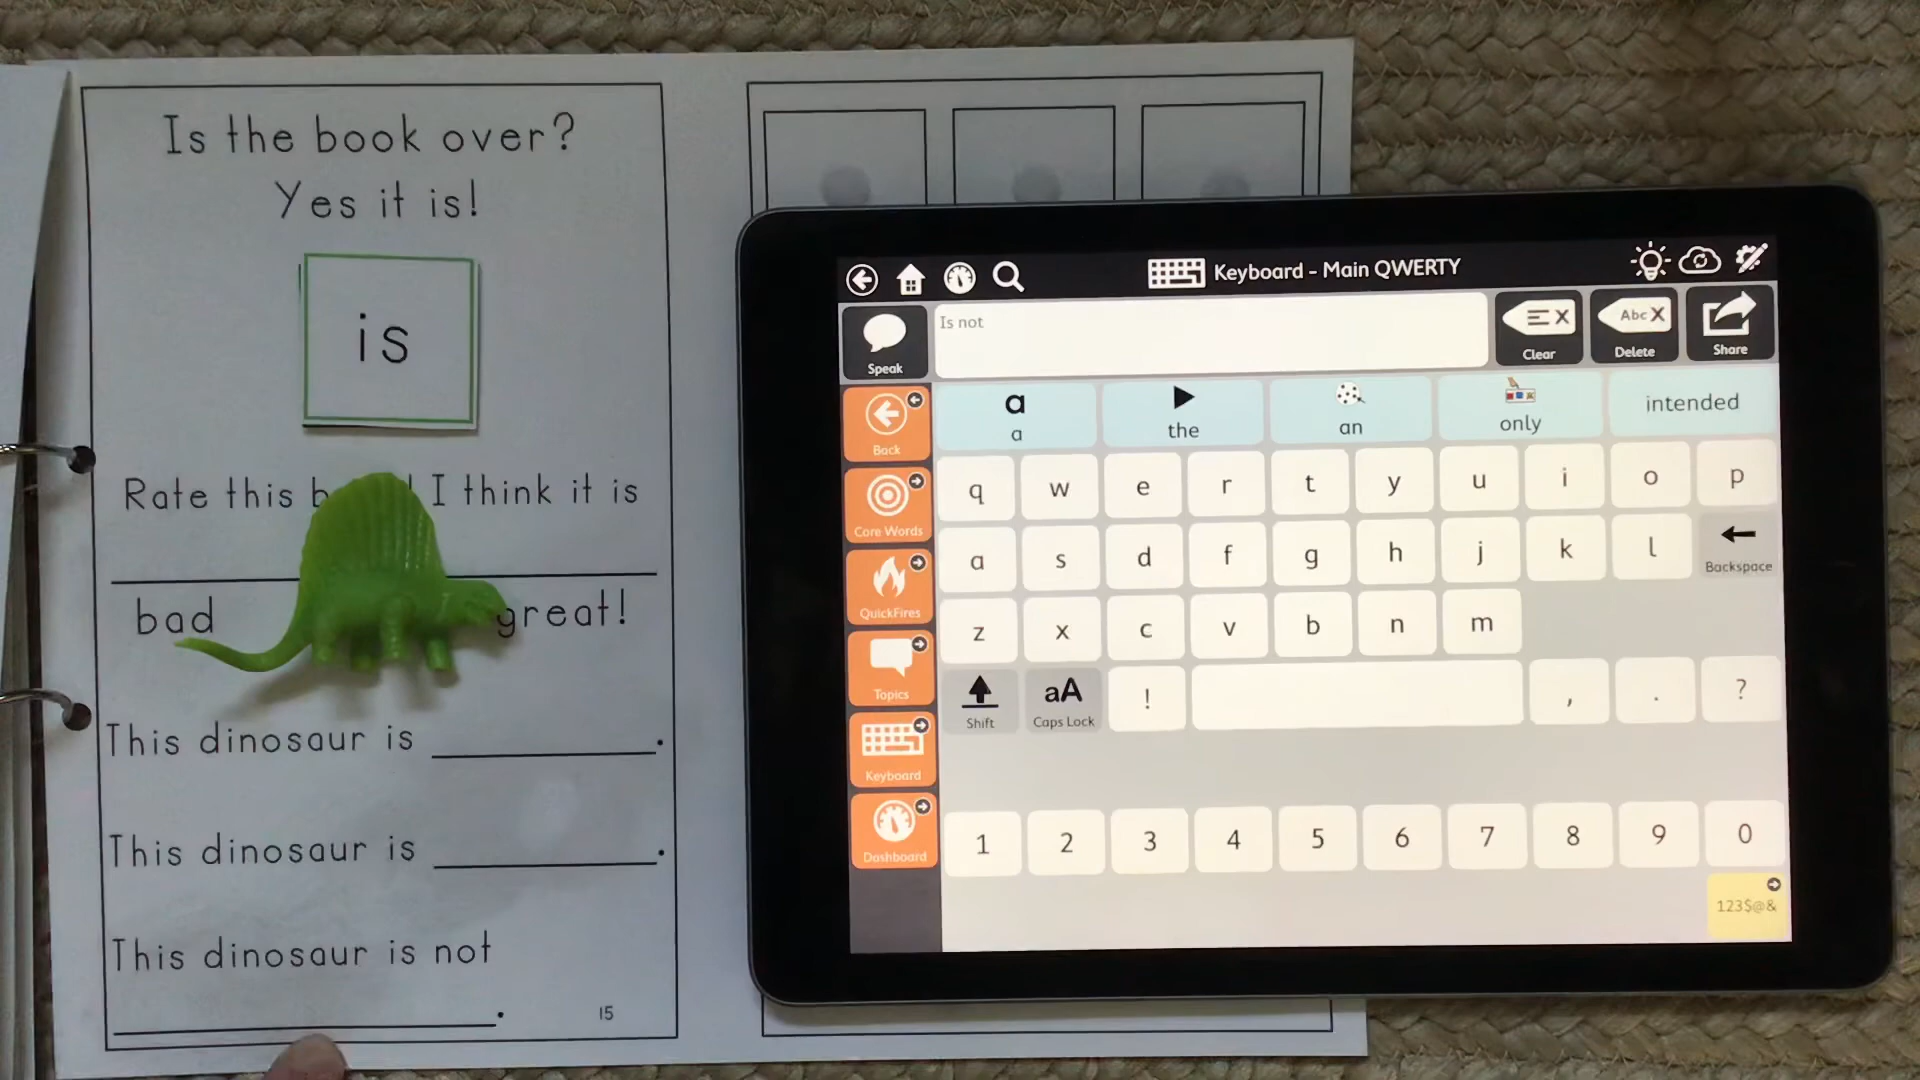 Is the book over?
Yes it is!
is
Rate this b I think it is
bad great!
This dinosaur is
.
This dinosaur is
.
This dinosaur is not
.
15
Keyboard - Main QWERTY
Speak
Is not
Clear
Abc X
Delete
Share
Back
Core Words
QuickFires
Topics
Keyboard
Dashboard
a
a
the
an
only
intended
q w e r t y u i o p
a s d f g h j k l
Backspace
z x c v b n m
Shift
aA
Caps Lock
! , . ?
1 2 3 4 5 6 7 8 9 0
123$@&